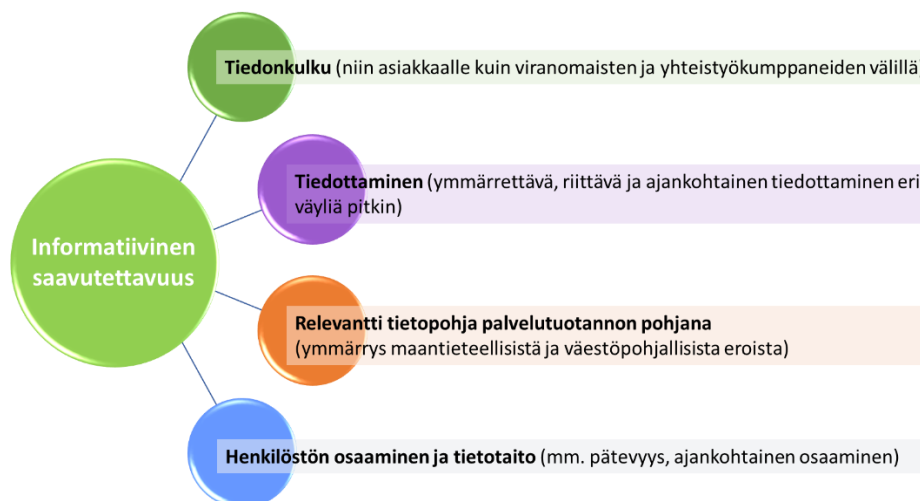 Tiedonkulku (niin asiakkaalle kuin viranomaisten ja yhteistyökumppaneiden välillä)
Tiedottaminen (ymmärrettävä, riittävä ja ajankohtainen tiedottaminen eri
väyliä pitkin)
Informatiivinen
saavutettavuus
Relevantti tietopohja palvelutuotannon pohjana
(ymmärrys maantieteellisistä ja väestöpohjallisista eroista)
Henkilöstön osaaminen ja tietotaito (mm. pätevyys, ajankohtainen osaaminen)